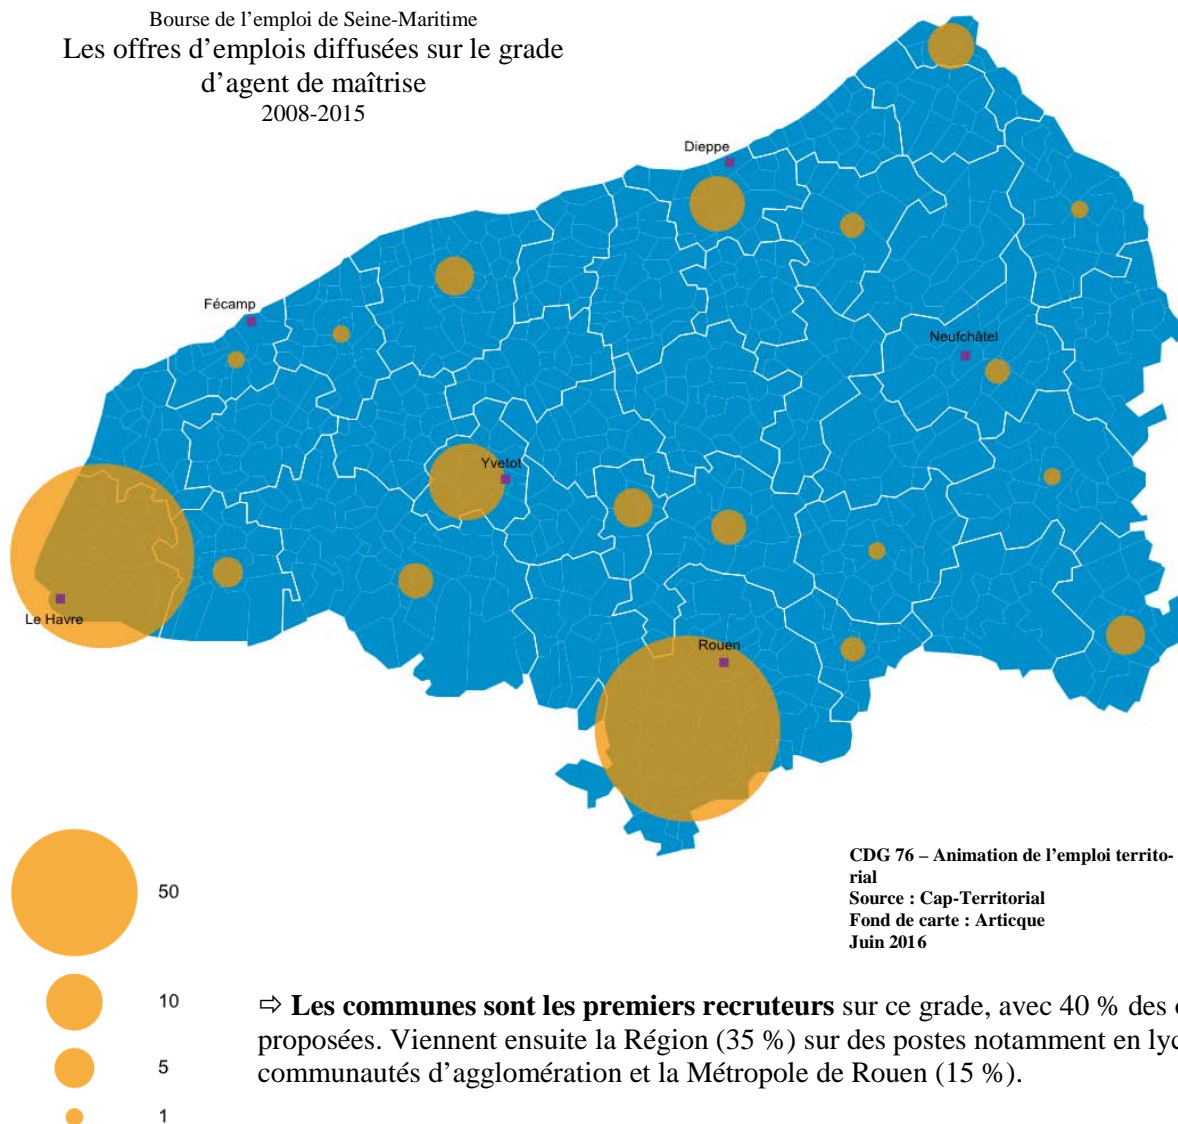 Bourse de l’emploi de Seine-Maritime
Les offres d’emplois diffusées sur le grade
d’agent de maîtrise
2008-2015
Dieppe
Fécamp
Neufchâtel
Yvetot
Le Havre
Rouen
CDG 76 – Animation de l’emploi territo-
rial
Source : Cap-Territorial
Fond de carte : Articque
Juin 2016
50
10
5
1
⇨ Les communes sont les premiers recruteurs sur ce grade, avec 40 % des
proposées. Viennent ensuite la Région (35 %) sur des postes notamment en
communautés d’agglomération et la Métropole de Rouen (15 %).